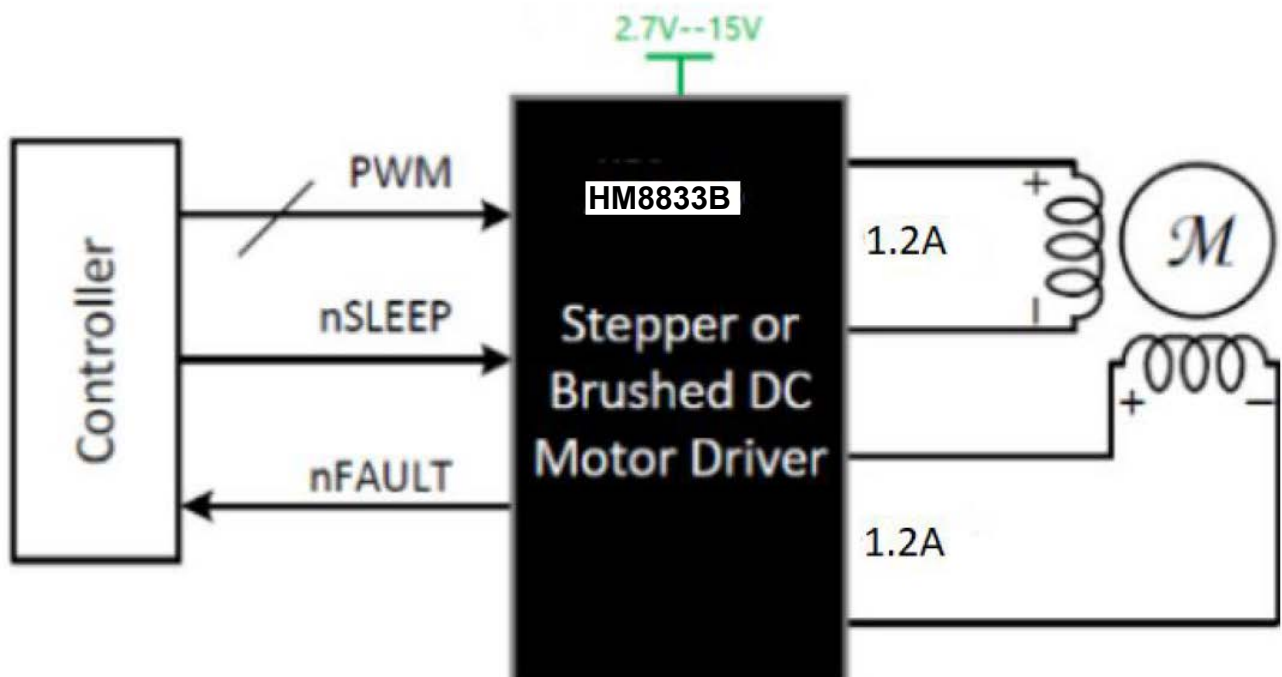 2.7V--15V
Controller
PWM
nSLEEP
nFAULT
HM8833B
Stepper or
Brushed DC
Motor Driver
1.2A
1.2A
+
-
M
+
-